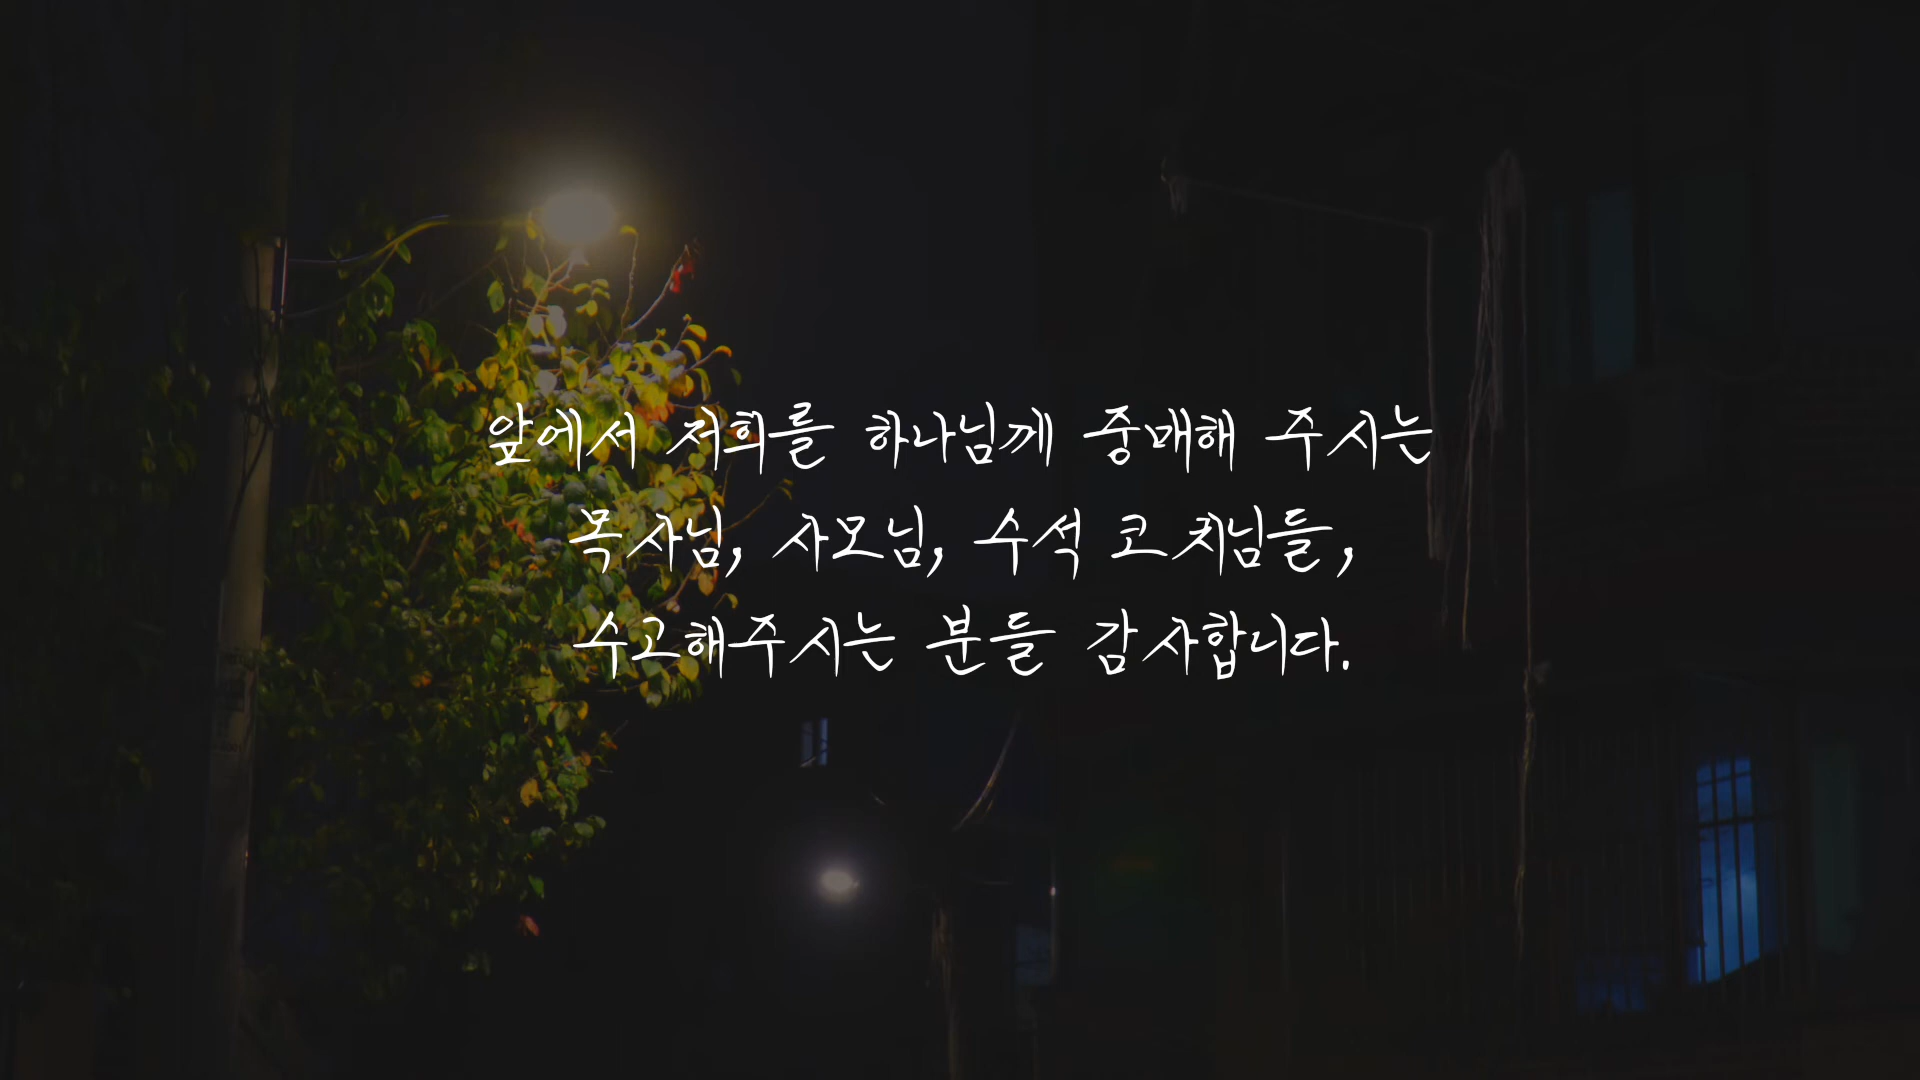 앞에서 저희를 하나님께 중매해 주시는
목사님, 사모님, 수석 코치님들,
수고해주시는 분들 감사합니다.